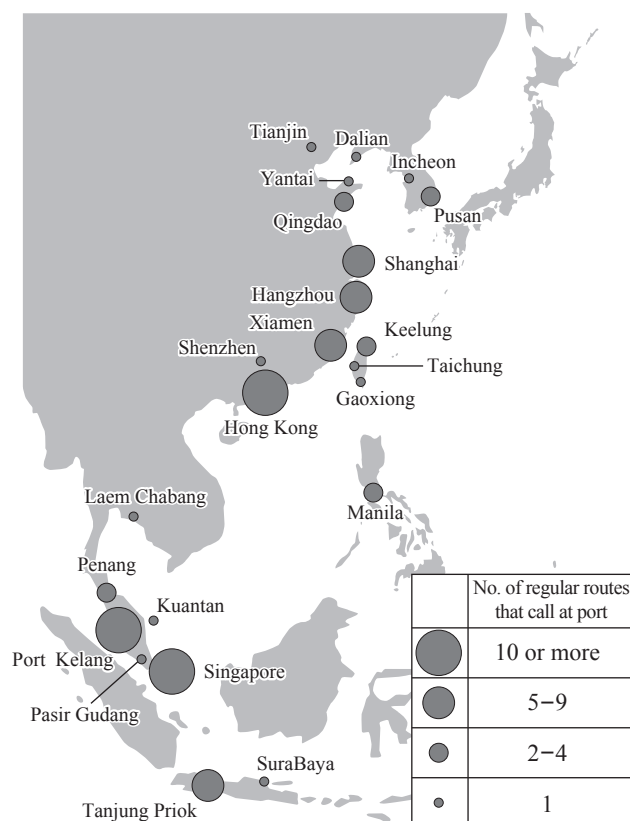 Tianjin
Dalian
Incheon
Yantai
Qingdao
Pusan
Shanghai
Hangzhou
Xiamen
Keelung
Shenzhen
Taichung
Gaoxiong
Hong Kong
Laem Chabang
Manila
Penang
Kuantan
Port Kelang
Singapore
Pasir Gudang
SuraBaya
Tanjung Priok
No. of regular routes
that call at port
10 or more
5−9
2−4
1